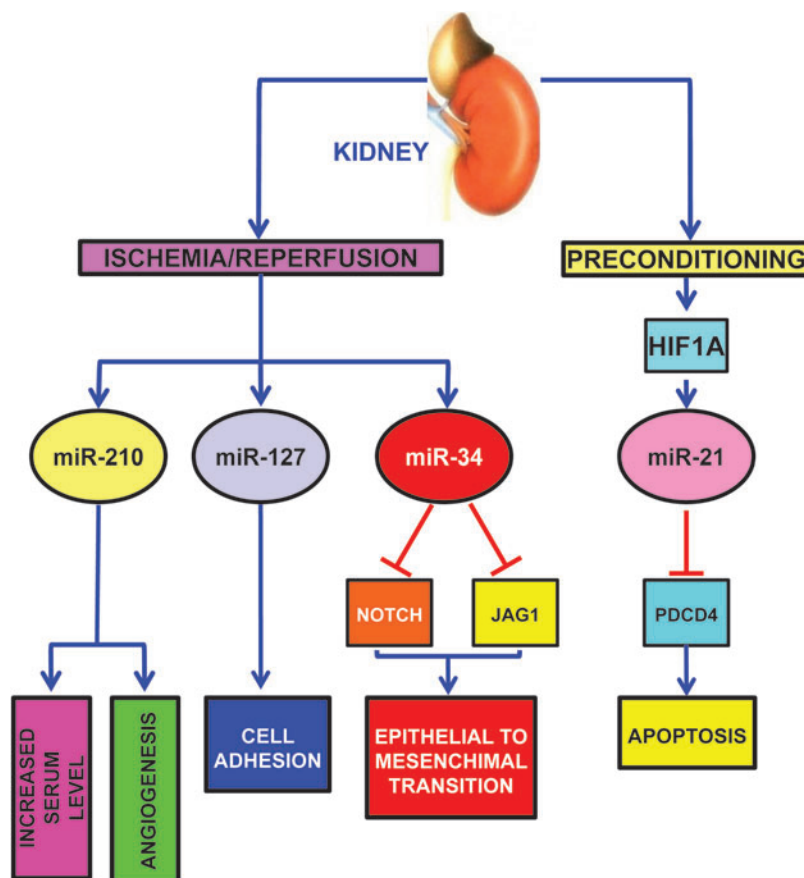 KIDNEY
ISCHEMIA/REPERFUSION
PRECONDITIONING
HIF1A
miR-210
miR-127
miR-34
miR-21
NOTCH
JAG1
PDCD4
INCREASED
SERUM
LEVEL
ANGIOGENESIS
CELL
ADHESION
EPITHELIAL TO
MESENCHIMAL
TRANSITION
APOPTOSIS